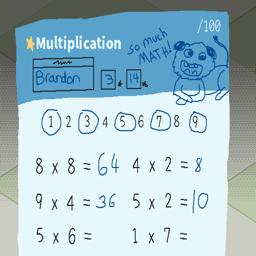 /100
Multiplication
so much
MATH!
Brandon 3 . 14
1 2 3 4 5 6 7 8 9
8 x 8 = 64 4 x 2 = 8
9 x 4 = 36 5 x 2 = 10
5 x 6 = 1 x 7 =